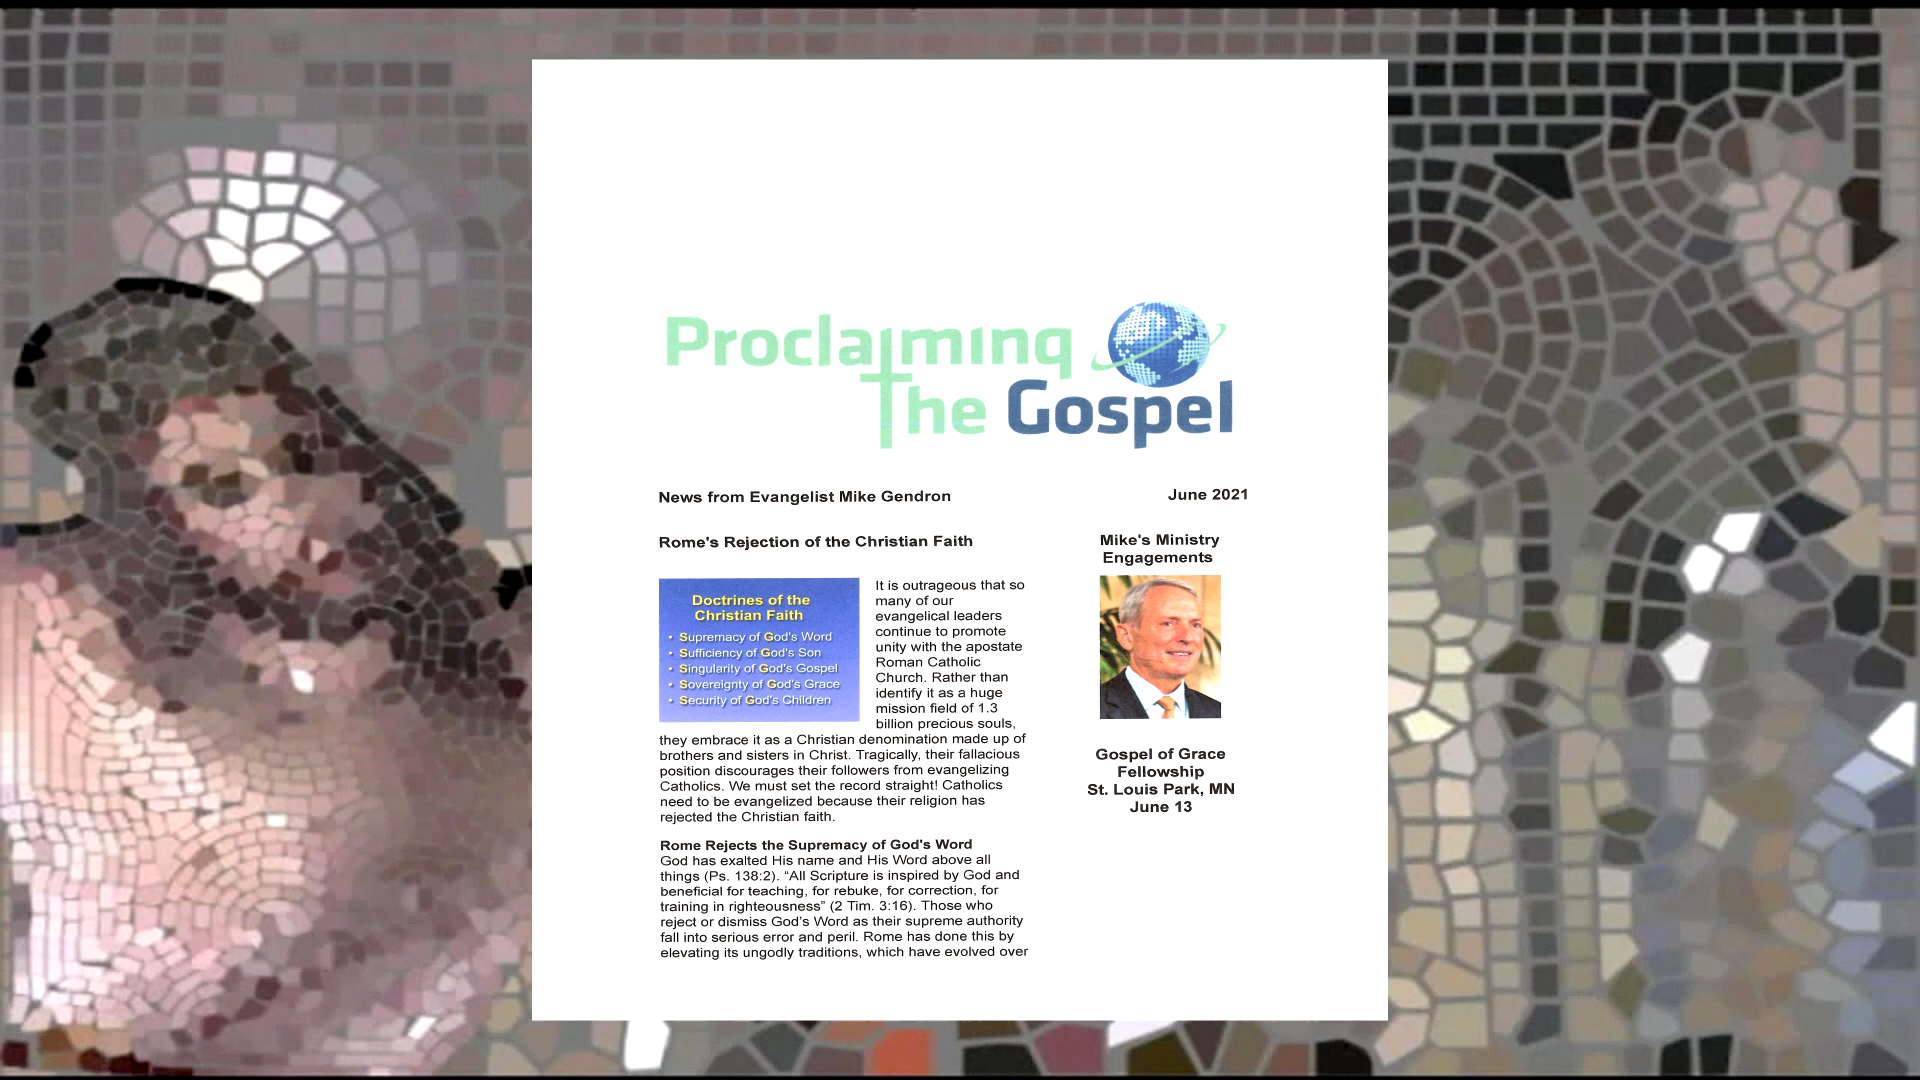 Proclaiming
The Gospel
News from Evangelist Mike Gendron
June 2021
Rome's Rejection of the Christian Faith
Doctrines of the
Christian Faith
• Supremacy of God's Word
• Sufficiency of God's Son
• Singularity of God's Gospel
• Sovereignty of God's Grace
• Security of God's Children
It is outrageous that so
many of our
evangelical leaders
continue to promote
unity with the apostate
Roman Catholic
Church. Rather than
identify it as a huge
mission field of 1.3
billion precious souls,
they embrace it as a Christian denomination made up of
brothers and sisters in Christ. Tragically, their fallacious
position discourages their followers from evangelizing
Catholics. We must set the record straight! Catholics
need to be evangelized because their religion has
rejected the Christian faith.
Rome Rejects the Supremacy of God's Word
God has exalted His name and His Word above all
things (Ps. 138:2). “All Scripture is inspired by God and
beneficial for teaching, for rebuke, for correction, for
training in righteousness” (2 Tim. 3:16). Those who
reject or dismiss God’s Word as their supreme authority
fall into serious error and peril. Rome has done this by
elevating its ungodly traditions, which have evolved over
Mike's Ministry
Engagements
Gospel of Grace
Fellowship
St. Louis Park, MN
June 13